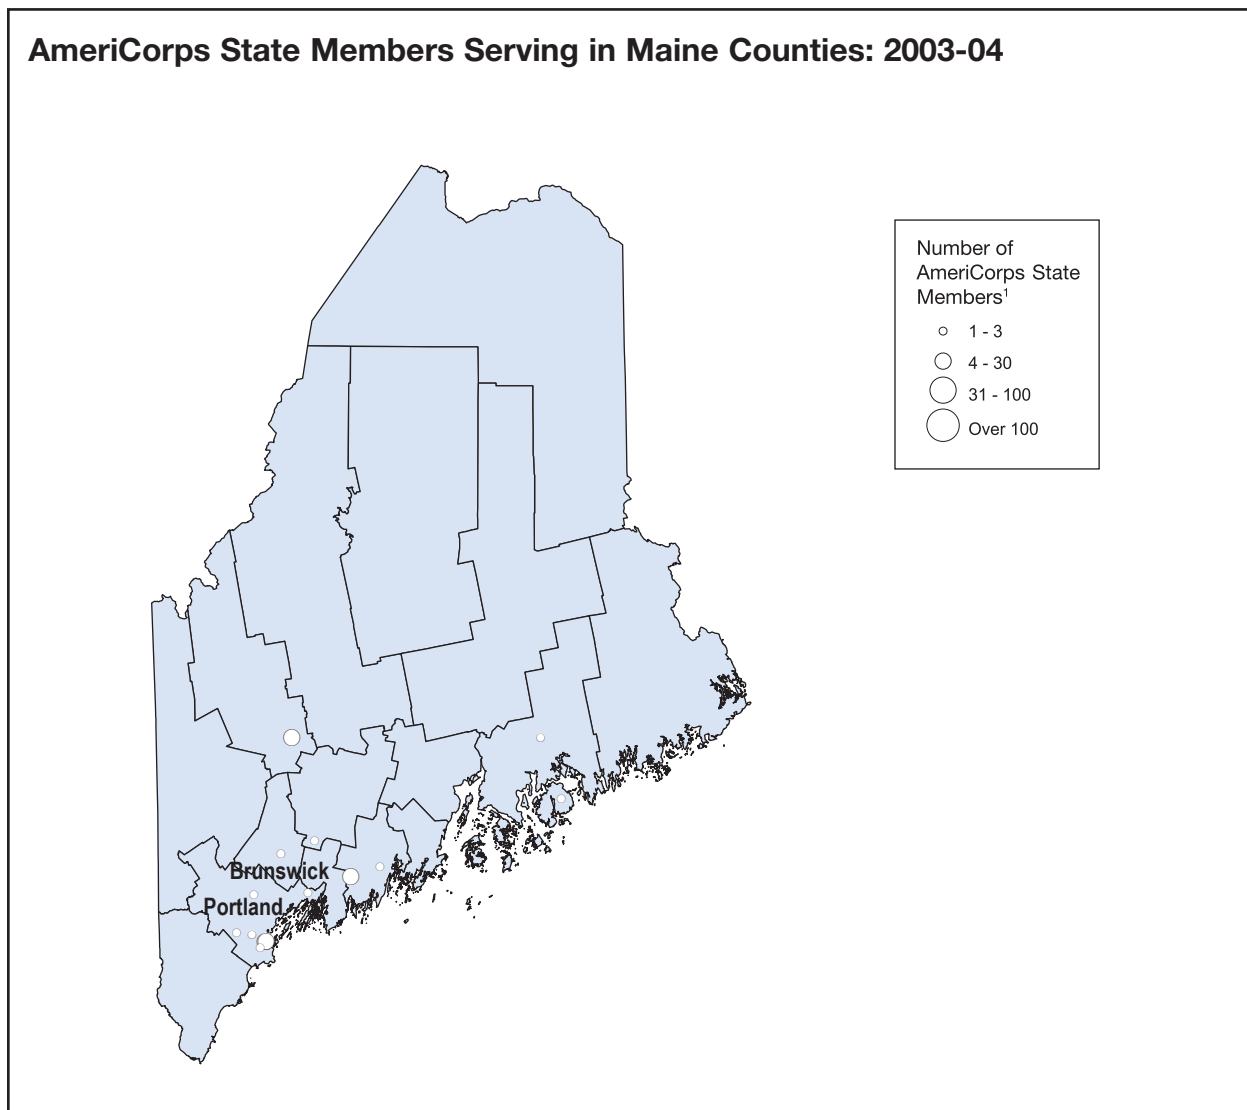 AmeriCorps State Members Serving in Maine Counties: 2003-04
Number of
AmeriCorps State
Members¹
1 - 3
4 - 30
31 - 100
Over 100
Brunswick
Portland